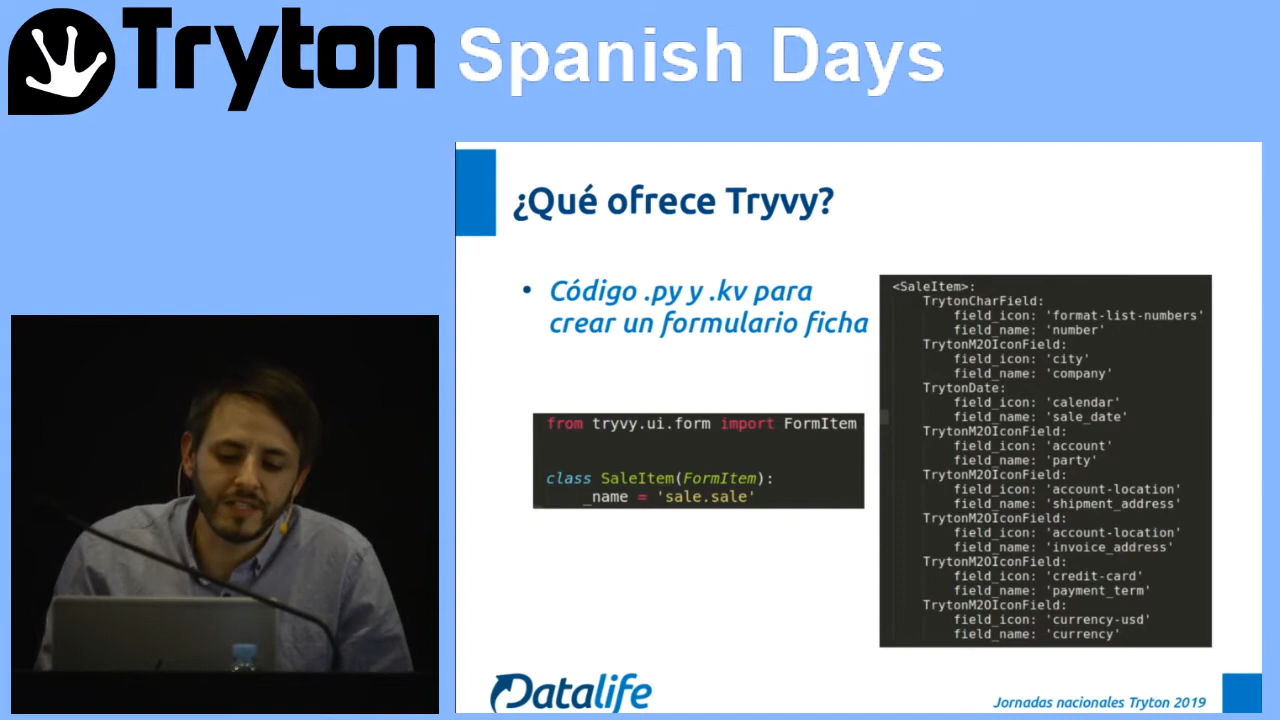 Tryton Spanish Days
¿Qué ofrece Tryvy?
• Código .py y .kv para
crear un formulario ficha
from tryvy.ui.form import FormItem
class SaleItem(FormItem):
_name = 'sale.sale'
<SaleItem>:
TrytonCharField:
field_icon: 'format-list-numbers'
field_name: 'number'
TrytonM2OIconField:
field_icon: 'city'
field_name: 'company'
TrytonDate:
field_icon: 'calendar'
field_name: 'sale_date'
TrytonM2OIconField:
field_icon: 'account'
field_name: 'party'
TrytonM2OIconField:
field_icon: 'account-location'
field_name: 'shipment_address'
TrytonM2OIconField:
field_icon: 'account-location'
field_name: 'invoice_address'
TrytonM2OIconField:
field_icon: 'credit-card'
field_name: 'payment_term'
TrytonM2OIconField:
field_icon: 'currency-usd'
field_name: 'currency'
Datalife
Jornadas nacionales Tryton 2019